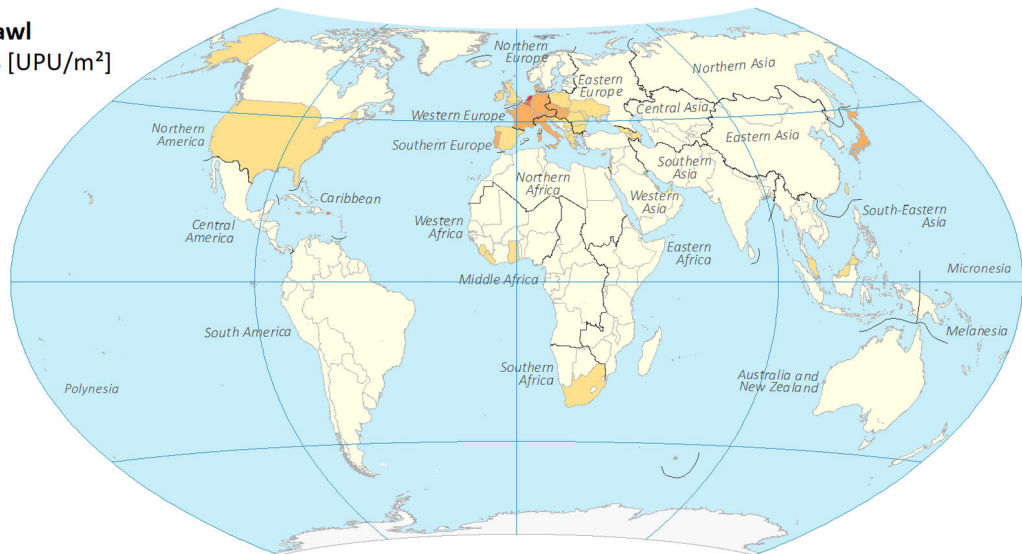 awl
[UPU/m²]
Northern
Europe
Northern Asia
Eastern
Europe
Central Asia
Western Europe
Northern
America
Eastern Asia
Southern Europe
Southern
Asia
Northern
Africa
Western
Asia
Caribbean
South-Eastern
Asia
Western
Africa
Central
America
Eastern
Africa
Middle Africa
Micronesia
South America
Melanesia
Southern
Africa
Australia and
New Zealand
Polynesia